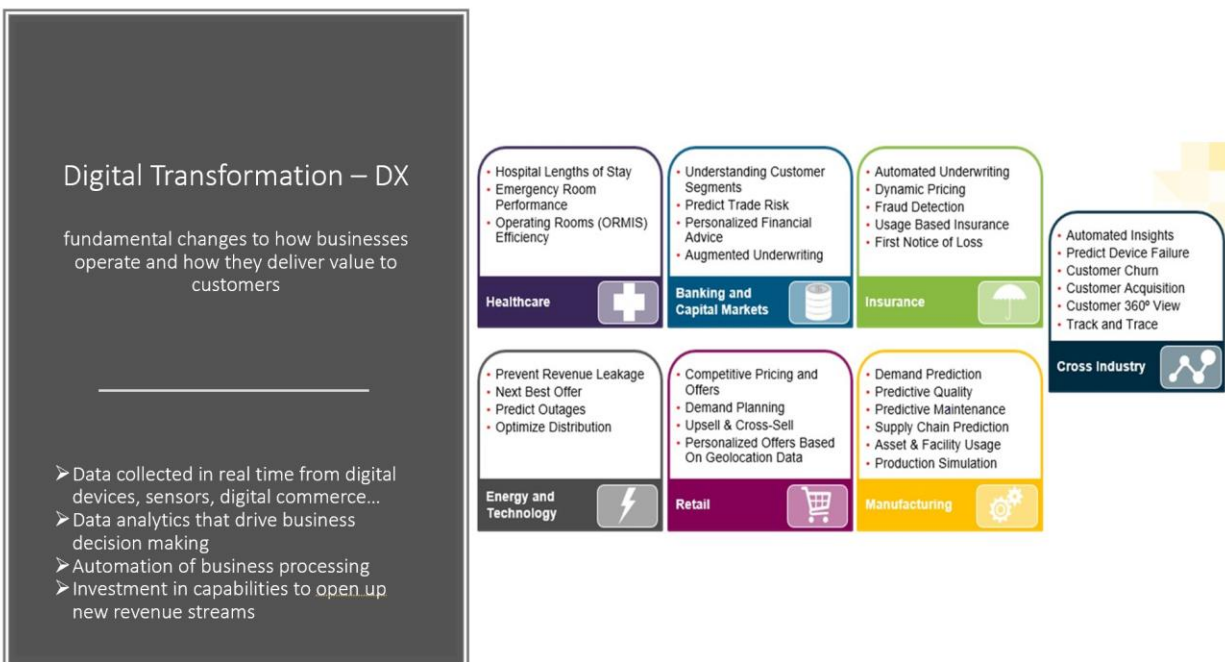 Digital Transformation – DX
fundamental changes to how businesses
operate and how they deliver value to
customers
➢Data collected in real time from digital
devices, sensors, digital commerce...
➢Data analytics that drive business
decision making
➢Automation of business processing
➢Investment in capabilities to open up
new revenue streams
• Hospital Lengths of Stay
• Emergency Room
Performance
• Operating Rooms (ORMIS)
Efficiency
Healthcare
• Understanding Customer
Segments
• Predict Trade Risk
• Personalized Financial
Advice
• Augmented Underwriting
Banking and
Capital Markets
• Automated Underwriting
• Dynamic Pricing
• Fraud Detection
• Usage Based Insurance
• First Notice of Loss
Insurance
• Automated Insights
• Predict Device Failure
• Customer Churn
• Customer Acquisition
• Customer 360º View
• Track and Trace
Cross Industry
• Prevent Revenue Leakage
• Next Best Offer
• Predict Outages
• Optimize Distribution
Energy and
Technology
• Competitive Pricing and
Offers
• Demand Planning
• Upsell & Cross-Sell
• Personalized Offers Based
On Geolocation Data
Retail
• Demand Prediction
• Predictive Quality
• Predictive Maintenance
• Supply Chain Prediction
• Asset & Facility Usage
• Production Simulation
Manufacturing